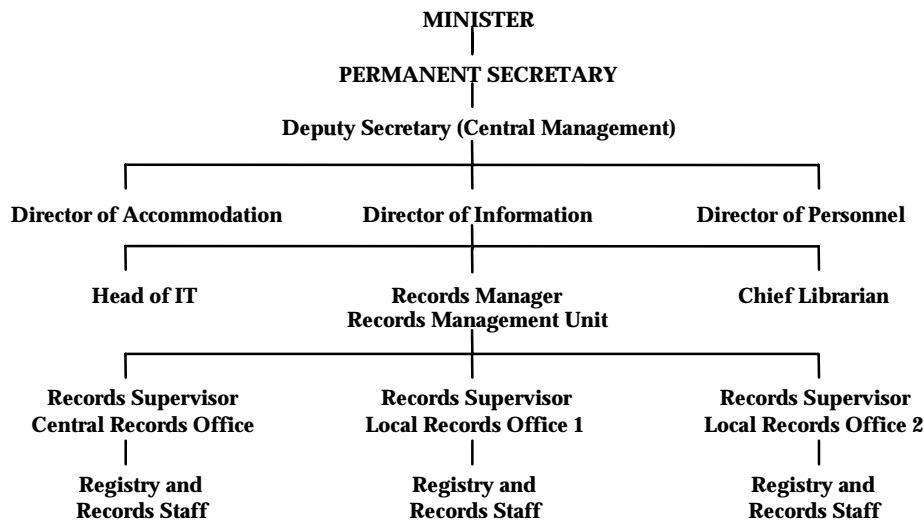 MINISTER
PERMANENT SECRETARY
Deputy Secretary (Central Management)
Director of Accommodation
Director of Information
Director of Personnel
Head of IT
Records Manager
Records Management Unit
Chief Librarian
Records Supervisor
Central Records Office
Records Supervisor
Local Records Office 1
Records Supervisor
Local Records Office 2
Registry and
Records Staff
Registry and
Records Staff
Registry and
Records Staff